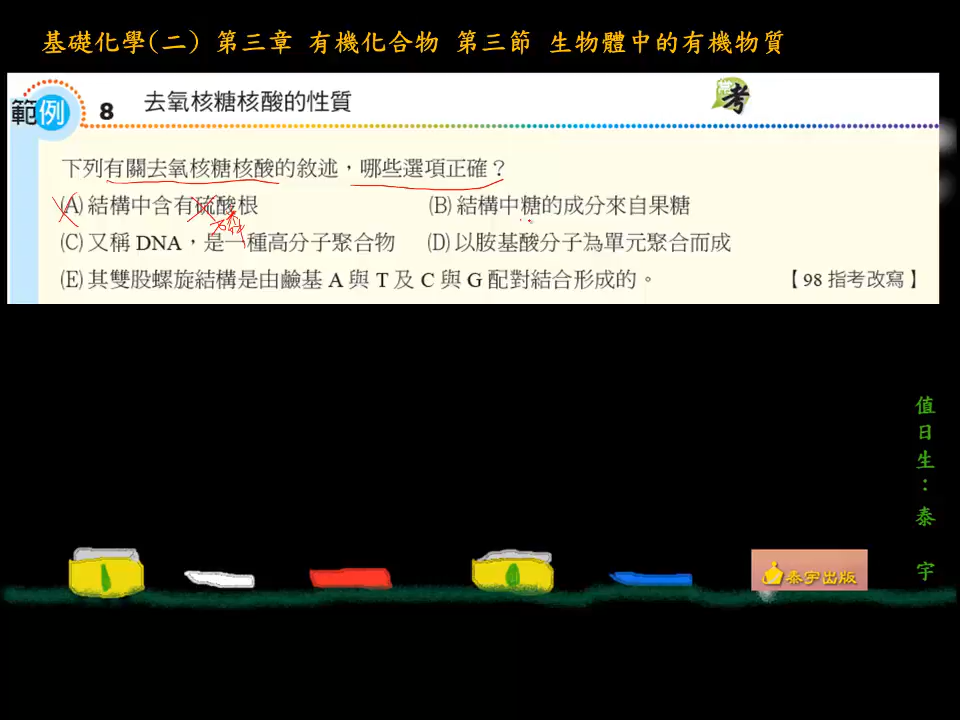 基礎化學(二) 第三章 有機化合物 第三節 生物體中的有機物質
範例 8 去氧核糖核酸的性質
常考
下列有關去氧核糖核酸的敘述，哪些選項正確？
(A) 結構中含有硫酸根 (B) 結構中糖的成分來自果糖
磷
(C) 又稱 DNA，是一種高分子聚合物 (D) 以胺基酸分子為單元聚合而成
(E) 其雙股螺旋結構是由鹼基 A 與 T 及 C 與 G 配對結合形成的。 【98 指考改寫】
值日生：泰宇
泰宇出版